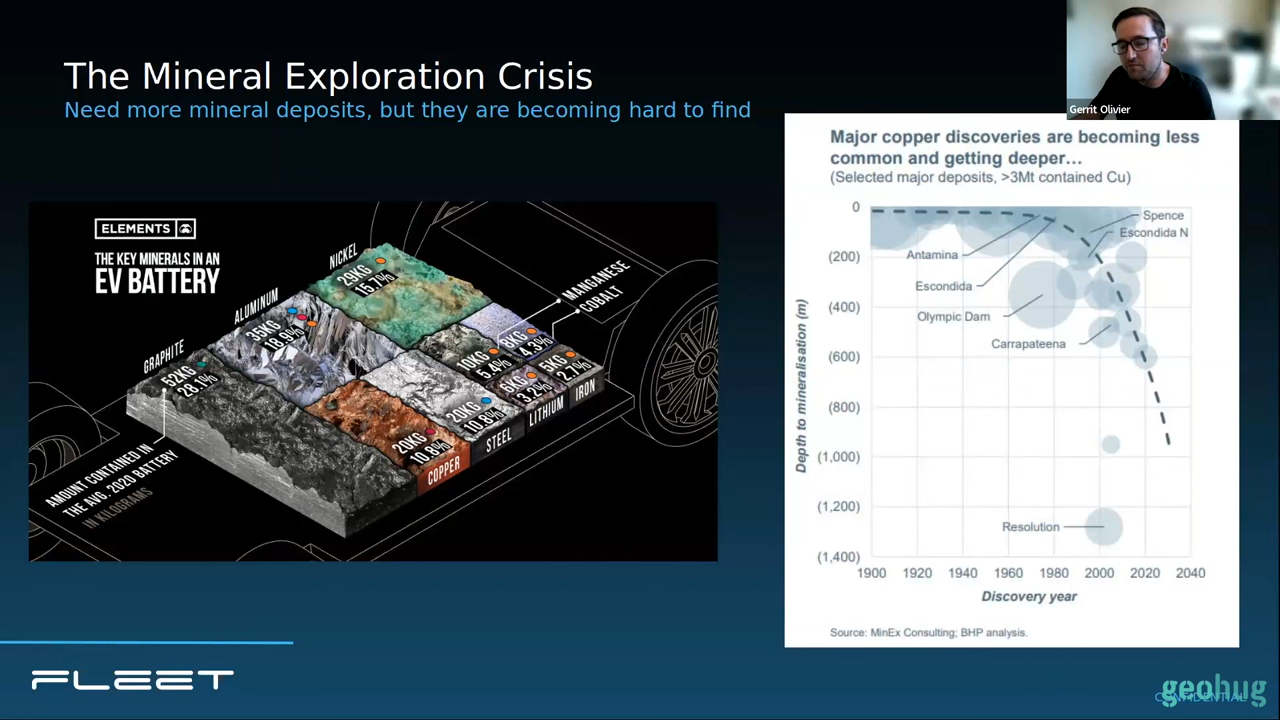 The Mineral Exploration Crisis
Need more mineral deposits, but they are becoming hard to find
Gerrit Olivier
ELEMENTS
THE KEY MINERALS IN AN
EV BATTERY
NICKEL
29KG
15.7%
ALUMINUM
35KG
18.9%
GRAPHITE
52KG
28.1%
MANGANESE
COBALT
10KG
5.4%
8KG
4.3%
5KG
2.7%
6KG
3.2%
20KG
10.8%
20KG
10.8%
COPPER
STEEL
LITHIUM
IRON
AMOUNT CONTAINED IN
THE AVG. 2020 BATTERY
IN KILOGRAMS
Major copper discoveries are becoming less
common and getting deeper…
(Selected major deposits, >3Mt contained Cu)
Depth to mineralisation (m)
0
(200)
(400)
(600)
(800)
(1,000)
(1,200)
(1,400)
Spence
Escondida N
Antamina
Escondida
Olympic Dam
Carrapateena
Resolution
1900 1920 1940 1960 1980 2000 2020 2040
Discovery year
Source: MinEx Consulting; BHP analysis.
FLEET
geohug
CONFIDENTIAL